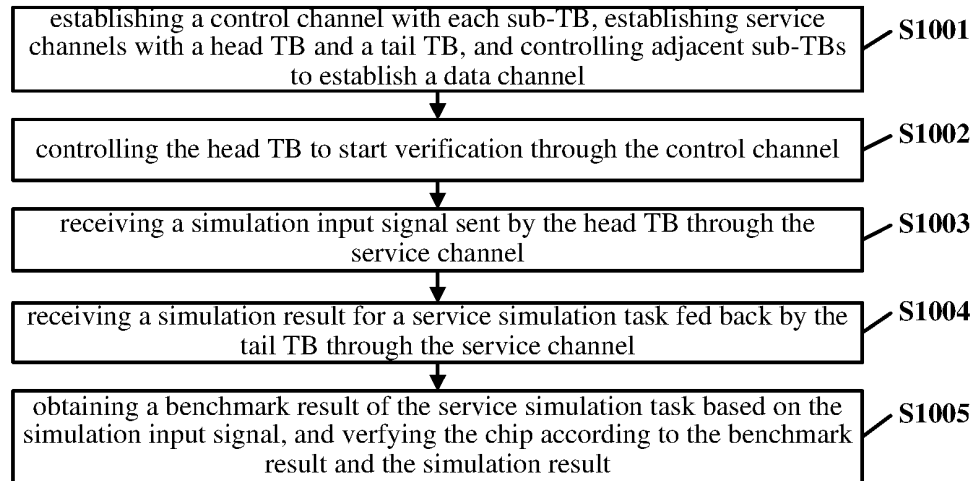 establishing a control channel with each sub-TB, establishing service
channels with a head TB and a tail TB, and controlling adjacent sub-TBs
to establish a data channel
S1001
controlling the head TB to start verification through the control channel
S1002
receiving a simulation input signal sent by the head TB through the
service channel
S1003
receiving a simulation result for a service simulation task fed back by the
tail TB through the service channel
S1004
obtaining a benchmark result of the service simulation task based on the
simulation input signal, and verfying the chip according to the benchmark
result and the simulation result
S1005